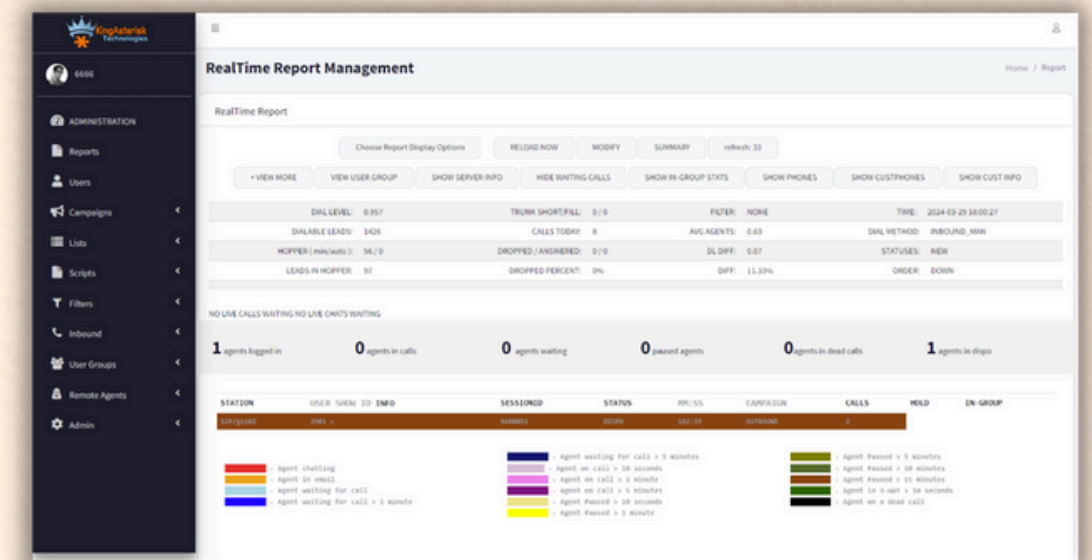 KingAsterisk
Technologies
6666
ADMINISTRATION
Reports
Users
Campaigns
Lists
Scripts
Filters
Inbound
User Groups
Remote Agents
Admin
RealTime Report Management
Home / Report
RealTime Report
Choose Report Display Options RELOAD NOW MODIFY SUMMARY refresh: 33
+ VIEW MORE VIEW USER GROUP SHOW SERVER INFO HIDE WAITING CALLS SHOW IN-GROUP STATS SHOW PHONES SHOW CUSTPHONES SHOW CUST INFO
DIAL LEVEL: 0.957 TRUNK SHORT/FILL: 0 / 0 FILTER: NONE TIME: 2024-03-29 18:00:27
DIALABLE LEADS: 1426 CALLS TODAY: 8 AVG AGENTS: 0.63 DIAL METHOD: INBOUND_MAN
HOPPER ( min/auto ): 56 / 0 DROPPED / ANSWERED: 0 / 0 DL DIFF: 0.07 STATUSES: NEW
LEADS IN HOPPER: 97 DROPPED PERCENT: 0% DIFF: 11.33% ORDER: DOWN
NO LIVE CALLS WAITING NO LIVE CHATS WAITING
1 agents logged in 0 agents in calls 0 agents waiting 0 paused agents 0 agents in dead calls 1 agents in dispo
STATION USER SHOW ID INFO SESSIONID STATUS MM:SS CAMPAIGN CALLS HOLD IN-GROUP
DISPO OUTBOUND 2
- Agent chatting
- Agent in email
- Agent waiting for call
- Agent waiting for call > 1 minute
- Agent waiting for call > 5 minutes
- Agent on call > 10 seconds
- Agent on call > 1 minute
- Agent on call > 5 minutes
- Agent Paused > 10 seconds
- Agent Paused > 1 minute
- Agent Paused > 5 minutes
- Agent Paused > 10 minutes
- Agent Paused > 15 minutes
- Agent in 3-WAY > 10 seconds
- Agent on a dead call